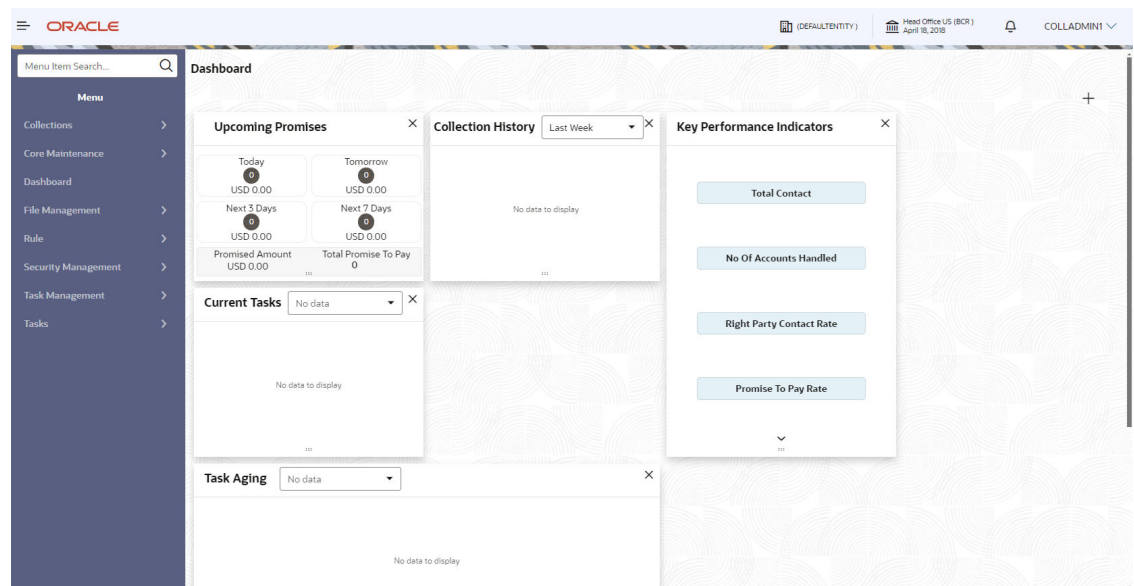 ORACLE
(DEFAULTENTITY )
Head Office US (BCR )
April 18, 2018
COLLADMIN1
Menu Item Search...
Menu
Collections
Core Maintenance
Dashboard
File Management
Rule
Security Management
Task Management
Tasks
Dashboard
Upcoming Promises
Today
0
USD 0.00
Tomorrow
0
USD 0.00
Next 3 Days
0
USD 0.00
Next 7 Days
0
USD 0.00
Promised Amount
USD 0.00
Total Promise To Pay
0
Collection History
Last Week
No data to display
Key Performance Indicators
Total Contact
No Of Accounts Handled
Right Party Contact Rate
Promise To Pay Rate
Current Tasks
No data
No data to display
Task Aging
No data
No data to display